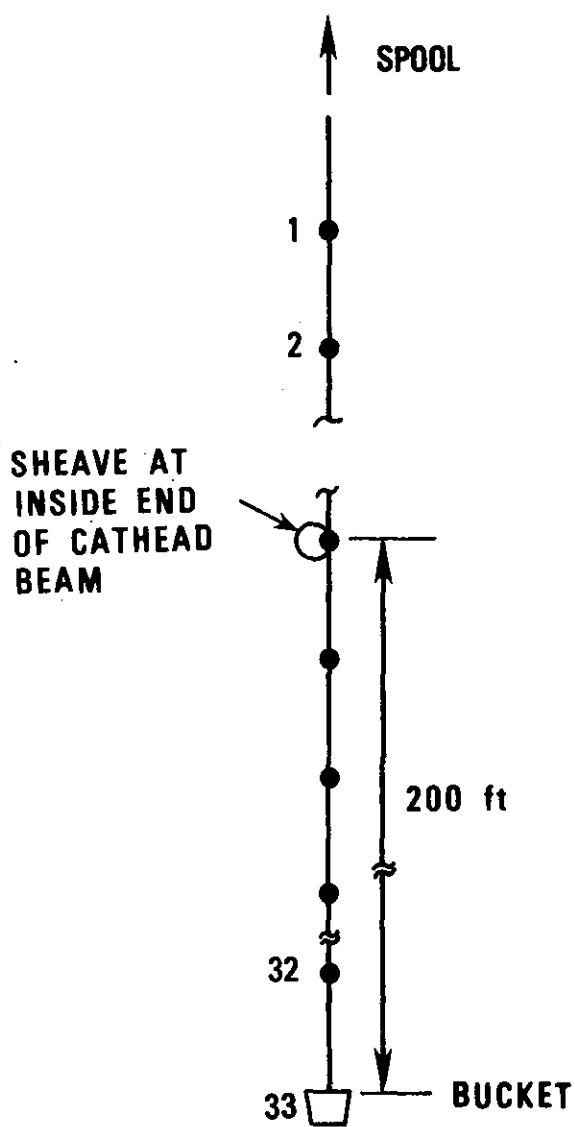 SPOOL
1
2
SHEAVE AT
INSIDE END
OF CATHEAD
BEAM
200 ft
32
33
BUCKET